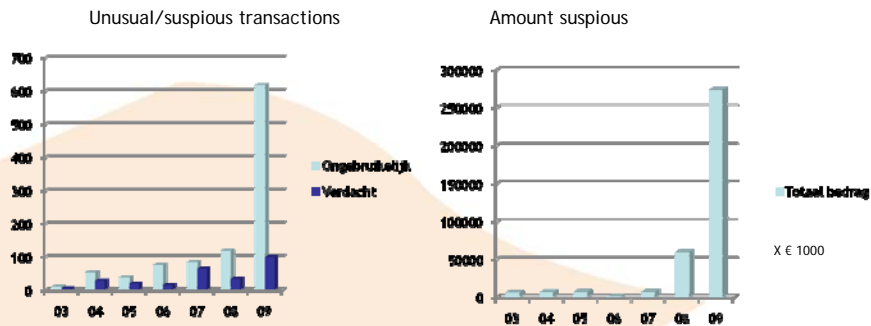 Unusual/suspious transactions
Amount suspious
700
600
500
400
300
200
100
0
03 04 05 06 07 08 09
Ongebruikelijk
Verdacht
300000
250000
200000
150000
100000
50000
0
03 05 05 06 07 08 09
Totaal bedrag
X € 1000